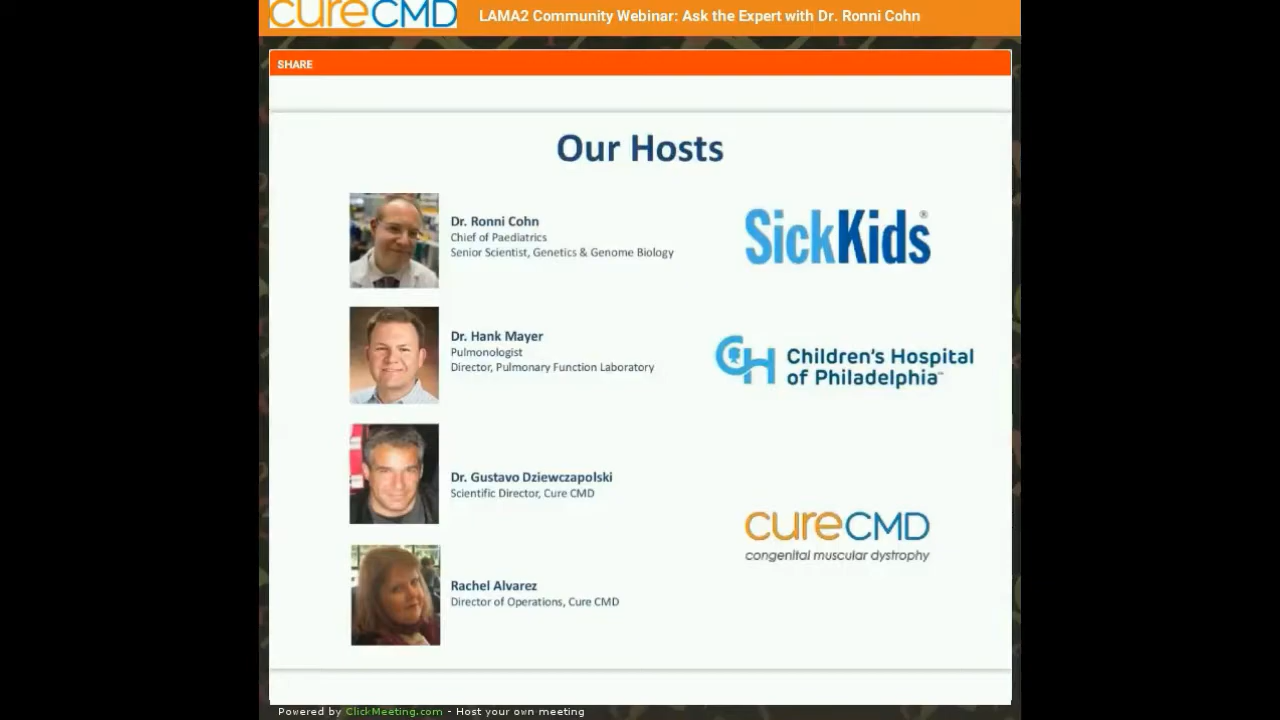 cureCMD
LAMA2 Community Webinar: Ask the Expert with Dr. Ronni Cohn
SHARE
Our Hosts
Dr. Ronni Cohn
Chief of Paediatrics
Senior Scientist, Genetics & Genome Biology
SickKids®
Dr. Hank Mayer
Pulmonologist
Director, Pulmonary Function Laboratory
CH Children's Hospital
of Philadelphia™
Dr. Gustavo Dziewczapolski
Scientific Director, Cure CMD
cureCMD
congenital muscular dystrophy
Rachel Alvarez
Director of Operations, Cure CMD
Powered by ClickMeeting.com - Host your own meeting